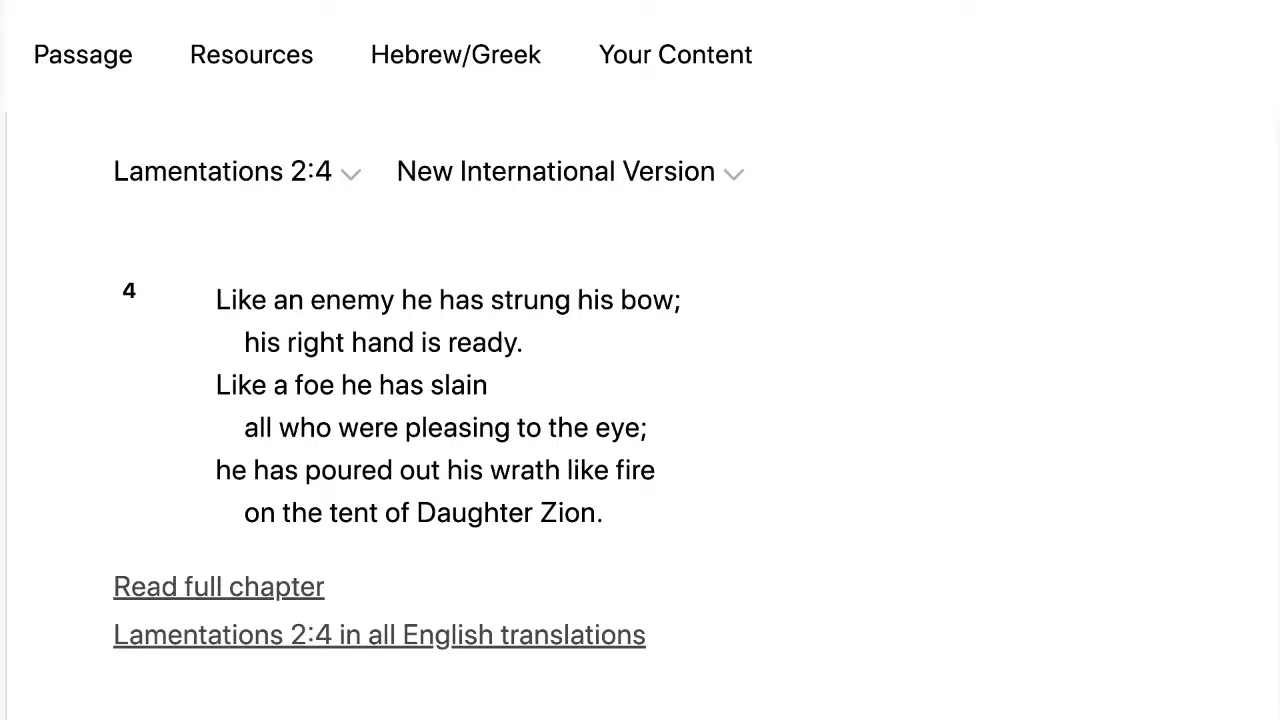 Passage Resources Hebrew/Greek Your Content
Lamentations 2:4 New International Version
4 Like an enemy he has strung his bow;
his right hand is ready.
Like a foe he has slain
all who were pleasing to the eye;
he has poured out his wrath like fire
on the tent of Daughter Zion.
Read full chapter
Lamentations 2:4 in all English translations